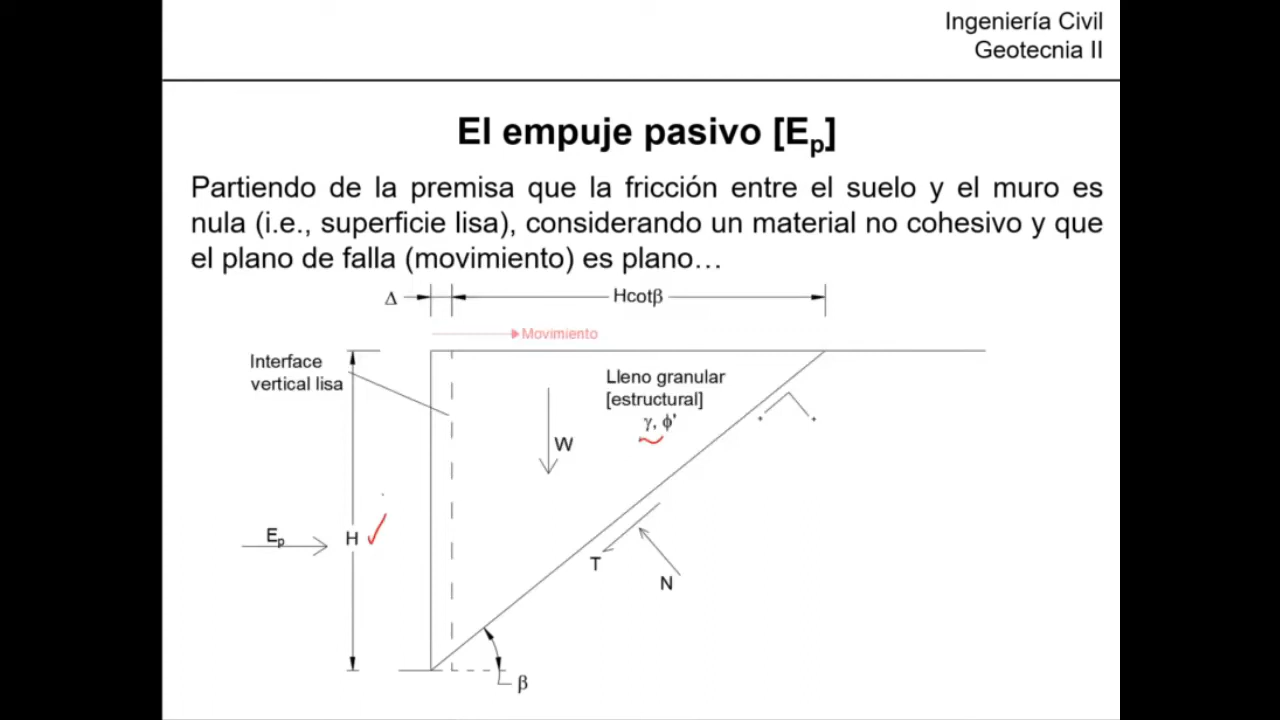 Ingeniería Civil
Geotecnia II
El empuje pasivo [Ep]
Partiendo de la premisa que la fricción entre el suelo y el muro es
nula (i.e., superficie lisa), considerando un material no cohesivo y que
el plano de falla (movimiento) es plano…
Δ
Hcotβ
Movimiento
Interface
vertical lisa
Lleno granular
[estructural]
γ, ϕ'
W
Ep
H
T
N
β